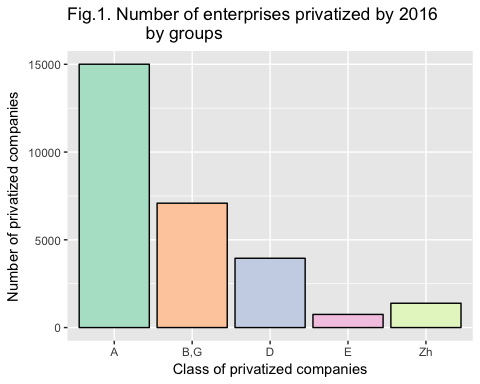 Fig.1. Number of enterprises privatized by 2016
by groups
Number of privatized companies
15000
10000
5000
0
A B,G D E Zh
Class of privatized companies